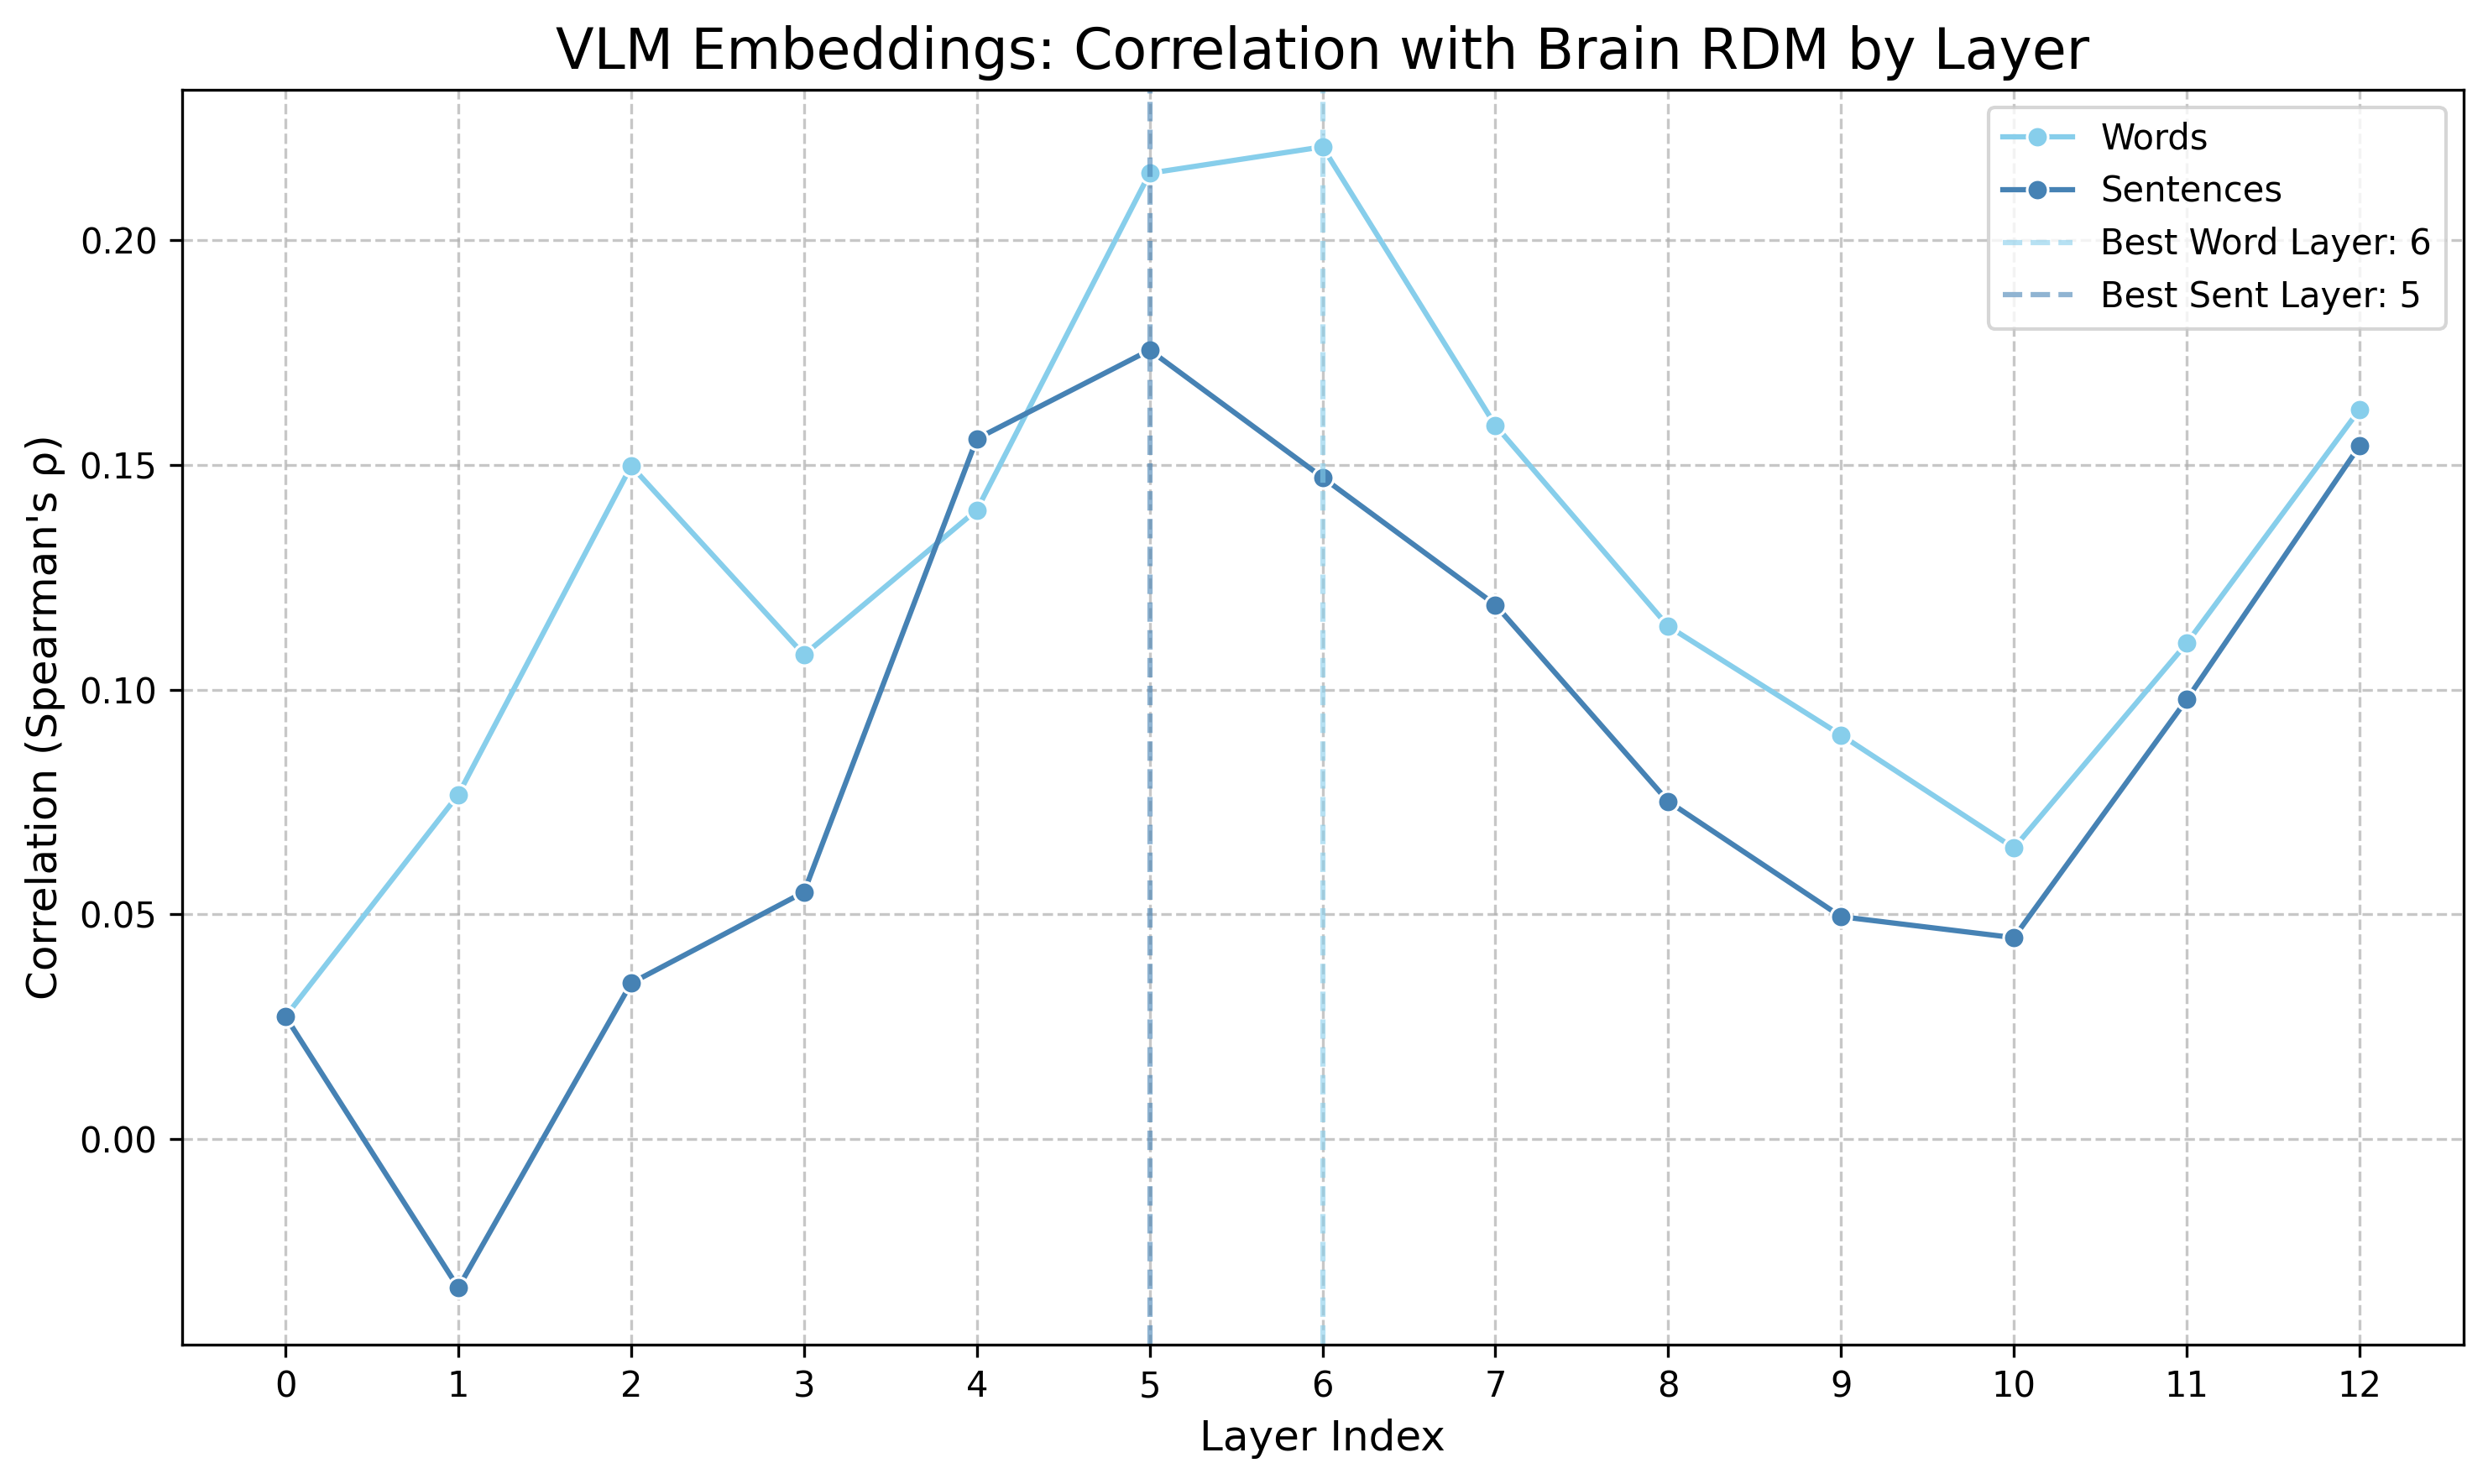 VLM Embeddings: Correlation with Brain RDM by Layer
Words
Sentences
Best Word Layer: 6
Best Sent Layer: 5
Correlation (Spearman's ρ)
0.20
0.15
0.10
0.05
0.00
0 1 2 3 4 5 6 7 8 9 10 11 12
Layer Index